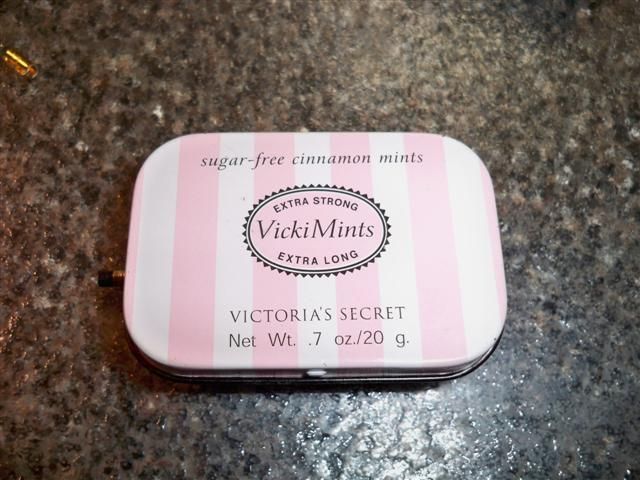 sugar-free cinnamon mints
EXTRA STRONG
VickiMints
EXTRA LONG
VICTORIA'S SECRET
Net Wt. .7 oz./20 g.